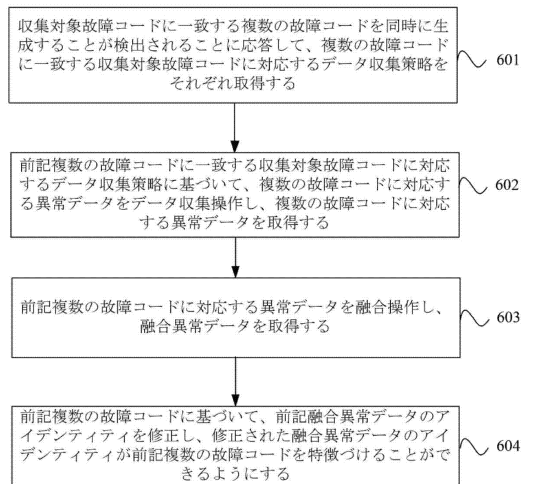 収集対象故障コードに一致する複数の故障コードを同時に生
成することが検出されることに応答して、複数の故障コード
に一致する収集対象故障コードに対応するデータ収集策略を
それぞれ取得する
601
前記複数の故障コードに一致する収集対象故障コードに対応
するデータ収集策略に基づいて、複数の故障コードに対応す
る異常データをデータ収集操作し、複数の故障コードに対応
する異常データを取得する
602
前記複数の故障コードに対応する異常データを融合操作し、
融合異常データを取得する
603
前記複数の故障コードに基づいて、前記融合異常データのア
イデンティティを修正し、修正された融合異常データのアイ
デンティティが前記複数の故障コードを特徴づけることがで
きるようにする
604